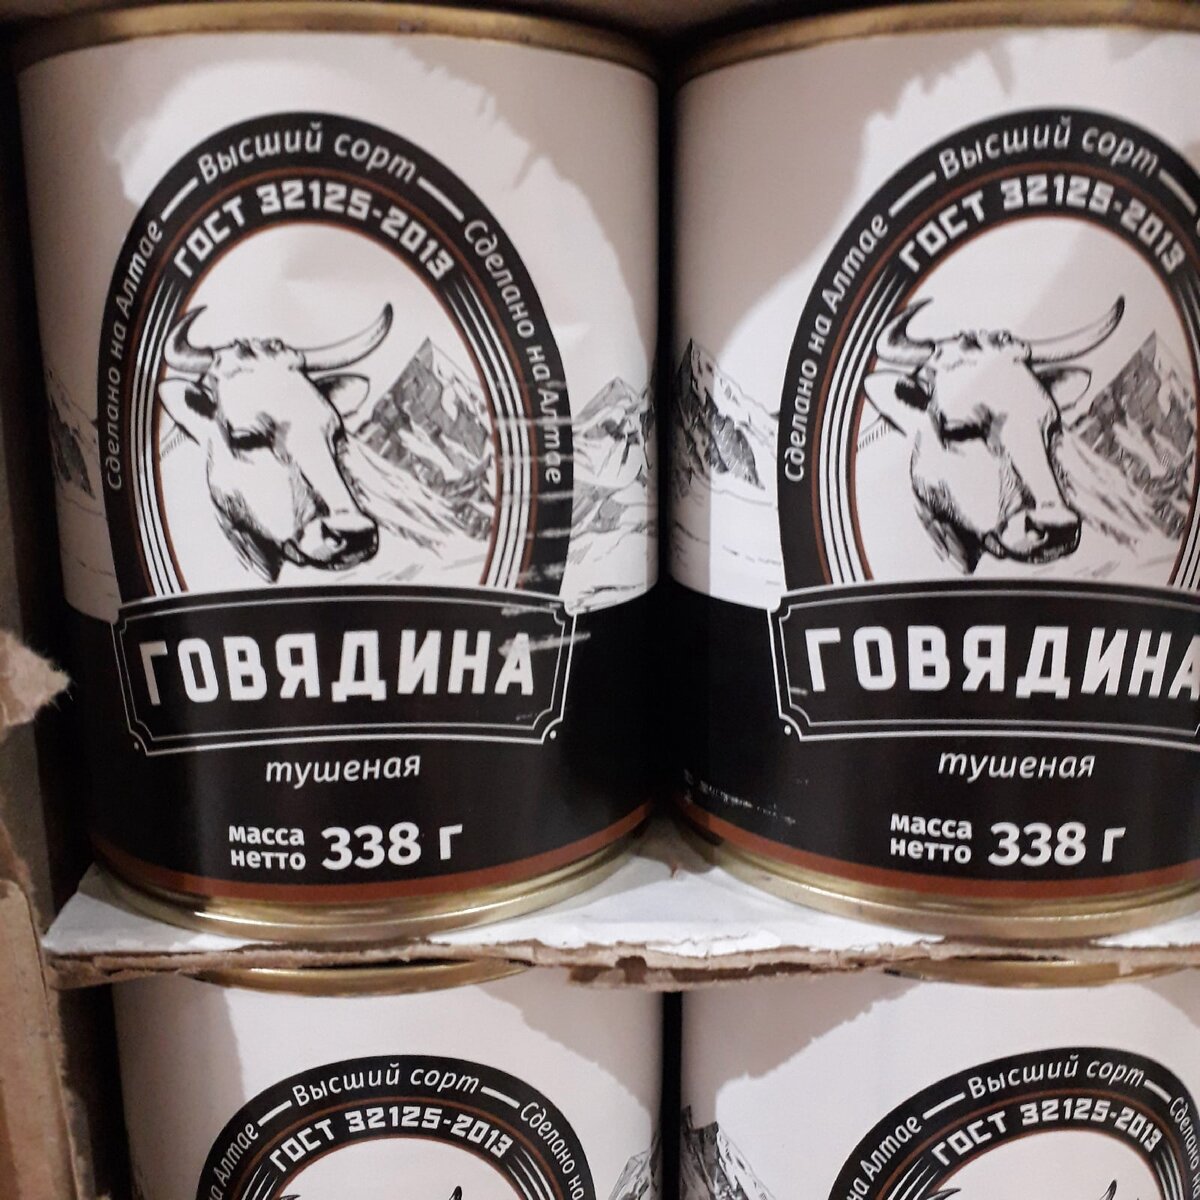 Сделано на Алтае — Высший сорт — Сделано на Алтае
ГОСТ 32125-2013
ГОВЯДИНА
тушеная
масса нетто 338 г
Сделано на Алтае — Высший сорт —
ГОСТ 32125-2013
ГОВЯДИНА
тушеная
масса нетто 338 г
на Алтае — Высший сорт — Сделано на
ГОСТ 32125-2013
на Алтае — Высший сорт — Сделано
ГОСТ 32125-2013